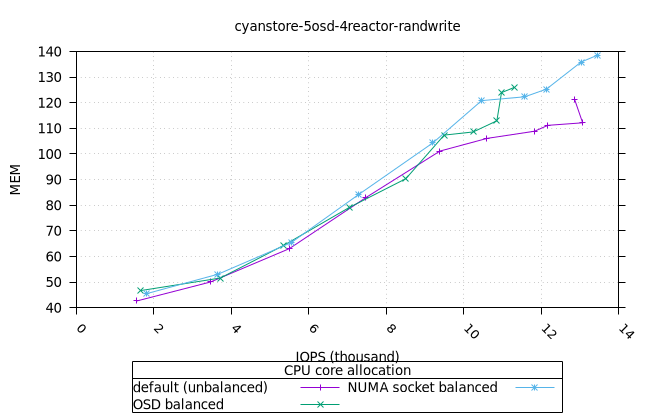 cyanstore-5osd-4reactor-randwrite
140
130
120
110
100
90
80
70
60
50
40
MEM
0 2 4 6 8 10 12 14
IOPS (thousand)
CPU core allocation
default (unbalanced) NUMA socket balanced
OSD balanced